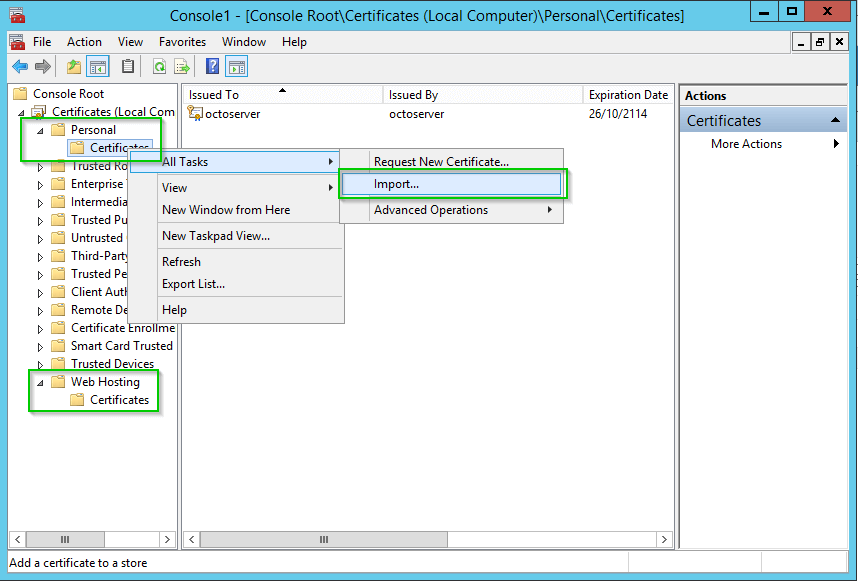 Console1 - [Console Root\Certificates (Local Computer)\Personal\Certificates]
File Action View Favorites Window Help
Console Root
Certificates (Local Com
Personal
Certificates
Trusted Ro
Enterprise
Intermedia
Trusted Pu
Untrusted
Third-Party
Trusted Pe
Client Auth
Remote De
Certificate Enrollme
Smart Card Trusted
Trusted Devices
Web Hosting
Certificates
Issued To Issued By Expiration Date
octoserver octoserver 26/10/2114
All Tasks
View
New Window from Here
New Taskpad View...
Refresh
Export List...
Help
Request New Certificate...
Import...
Advanced Operations
Actions
Certificates
More Actions
Add a certificate to a store